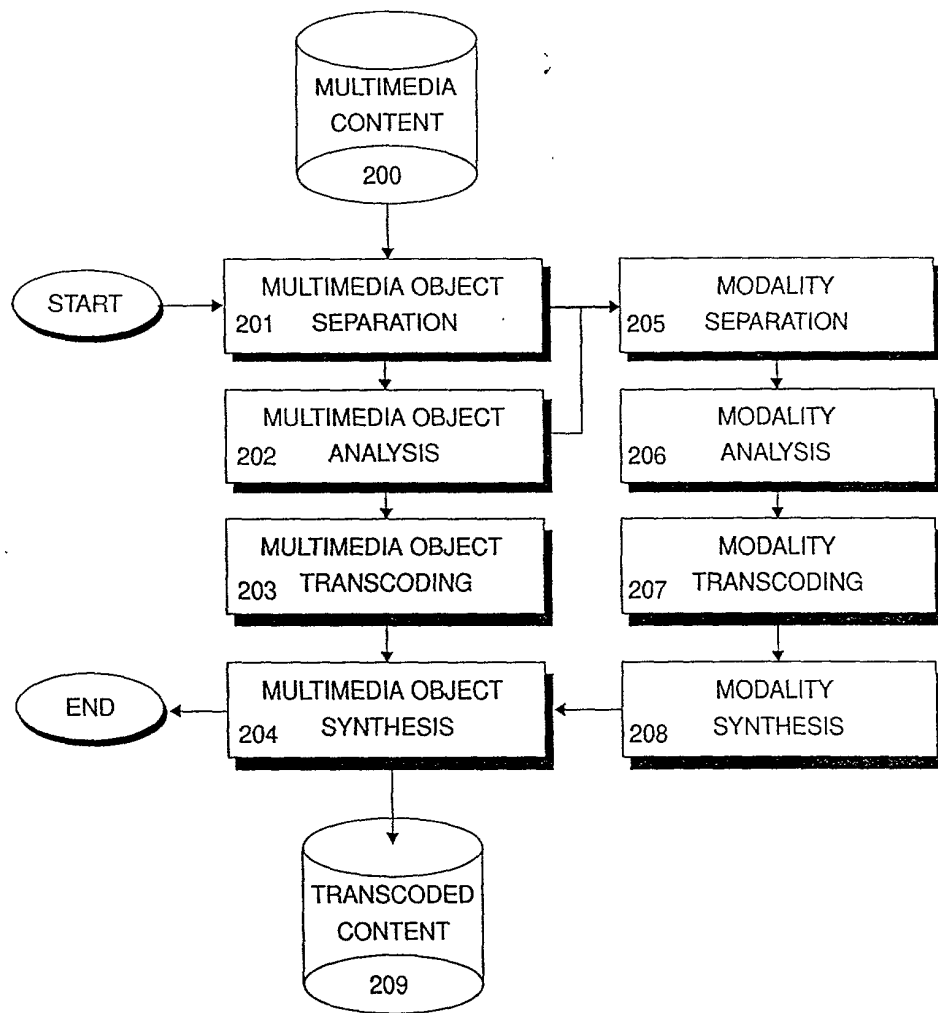 MULTIMEDIA
CONTENT
200
START
MULTIMEDIA OBJECT
201 SEPARATION
MODALITY
205 SEPARATION
MULTIMEDIA OBJECT
202 ANALYSIS
MODALITY
206 ANALYSIS
MULTIMEDIA OBJECT
203 TRANSCODING
MODALITY
207 TRANSCODING
END
MULTIMEDIA OBJECT
204 SYNTHESIS
MODALITY
208 SYNTHESIS
TRANSCODED
CONTENT
209